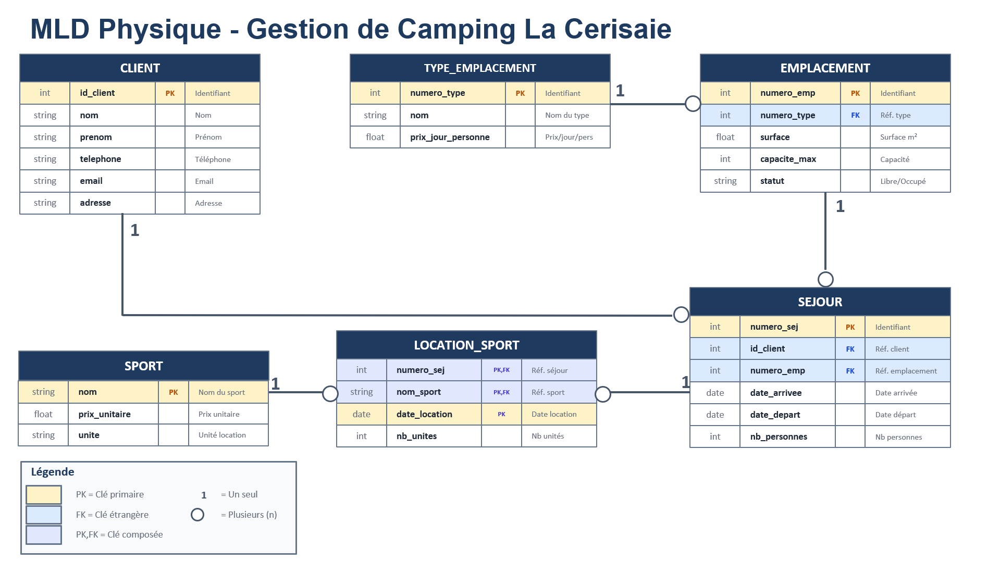 MLD Physique - Gestion de Camping La Cerisaie
CLIENT
int id_client PK Identifiant
string nom Nom
string prenom Prénom
string telephone Téléphone
string email Email
string adresse Adresse
1
TYPE_EMPLACEMENT
int numero_type PK Identifiant
string nom Nom du type
float prix_jour_personne Prix/jour/pers
1
EMPLACEMENT
int numero_emp PK Identifiant
int numero_type FK Réf. type
float surface Surface m²
int capacite_max Capacité
string statut Libre/Occupé
1
SPORT
string nom PK Nom du sport
float prix_unitaire Prix unitaire
string unite Unité location
1
LOCATION_SPORT
int numero_sej PK,FK Réf. séjour
string nom_sport PK,FK Réf. sport
date date_location PK Date location
int nb_unites Nb unités
1
SEJOUR
int numero_sej PK Identifiant
int id_client FK Réf. client
int numero_emp FK Réf. emplacement
date date_arrivee Date arrivée
date date_depart Date départ
int nb_personnes Nb personnes
Légende
PK = Clé primaire 1 = Un seul
FK = Clé étrangère = Plusieurs (n)
PK,FK = Clé composée